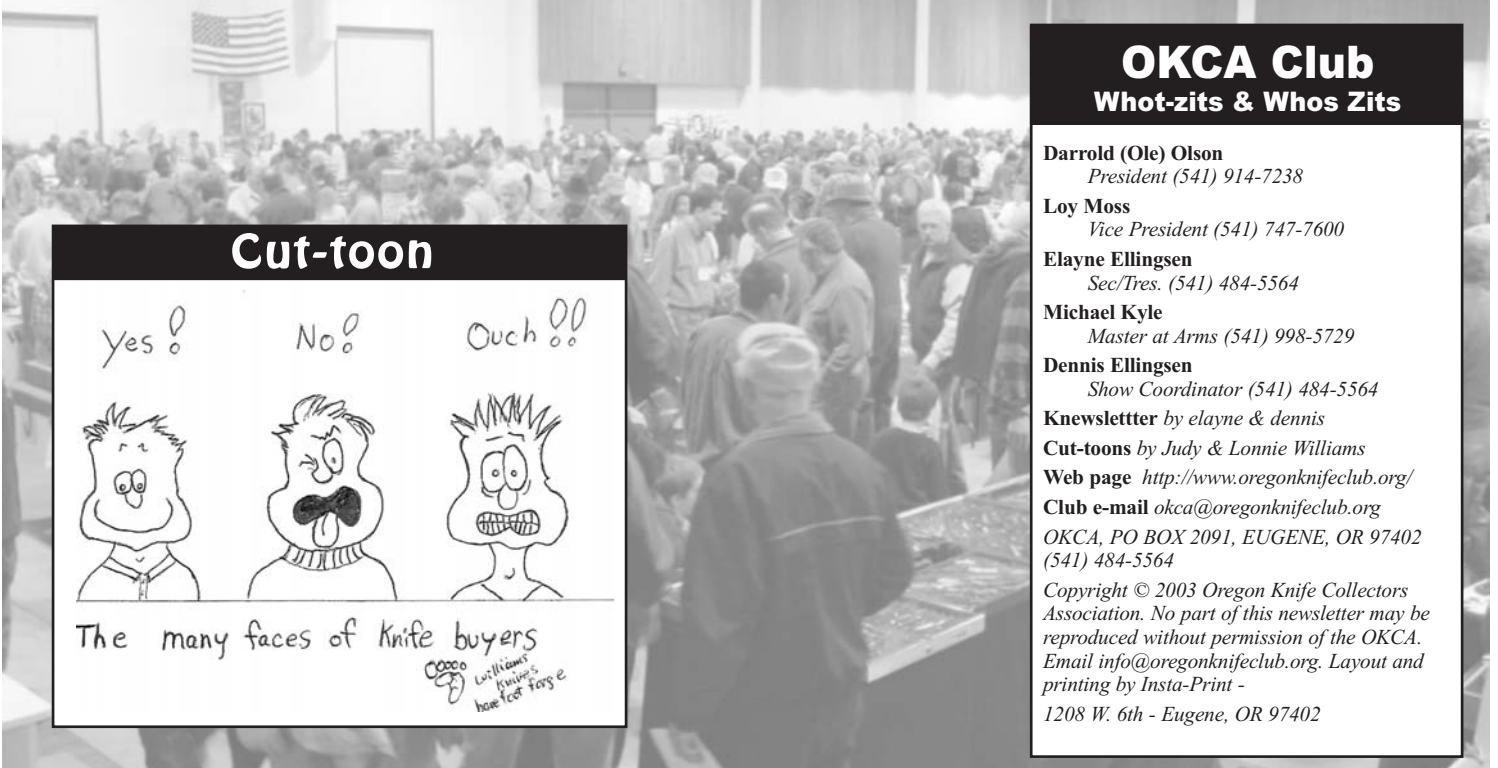 Cut-toon
Yes!
No!
Ouch!!
The many faces of Knife buyers
Williams
Knives
barefoot forge
OKCA Club
Whot-zits & Whos Zits
Darrold (Ole) Olson
President (541) 914-7238
Loy Moss
Vice President (541) 747-7600
Elayne Ellingsen
Sec/Tres. (541) 484-5564
Michael Kyle
Master at Arms (541) 998-5729
Dennis Ellingsen
Show Coordinator (541) 484-5564
Knewslettter by elayne & dennis
Cut-toons by Judy & Lonnie Williams
Web page http://www.oregonknifeclub.org/
Club e-mail okca@oregonknifeclub.org
OKCA, PO BOX 2091, EUGENE, OR 97402
(541) 484-5564
Copyright © 2003 Oregon Knife Collectors
Association. No part of this newsletter may be
reproduced without permission of the OKCA.
Email info@oregonknifeclub.org. Layout and
printing by Insta-Print -
1208 W. 6th - Eugene, OR 97402